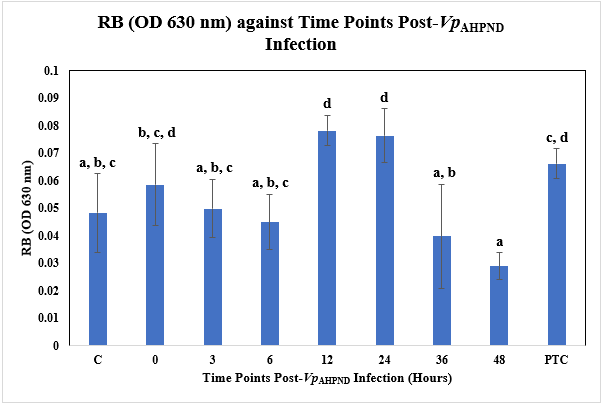 RB (OD 630 nm) against Time Points Post-VpAHPND
Infection
0.1
0.09
0.08
0.07
0.06
0.05
0.04
0.03
0.02
0.01
0
RB (OD 630 nm)
a, b, c
b, c, d
a, b, c
a, b, c
d
d
a, b
a
c, d
C 0 3 6 12 24 36 48 PTC
Time Points Post-VpAHPND Infection (Hours)